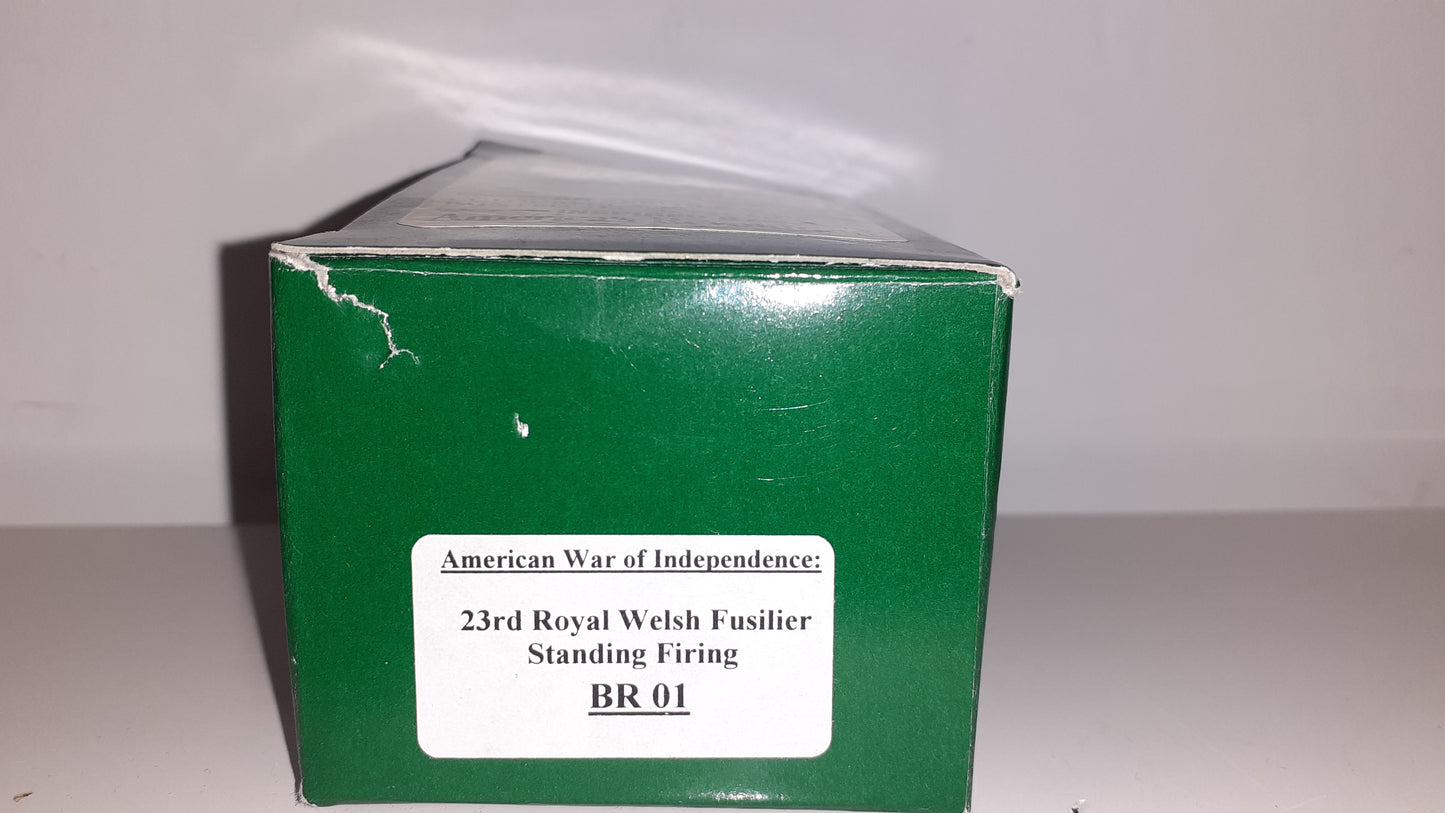 American War of Independence:
23rd Royal Welsh Fusilier
Standing Firing
BR 01